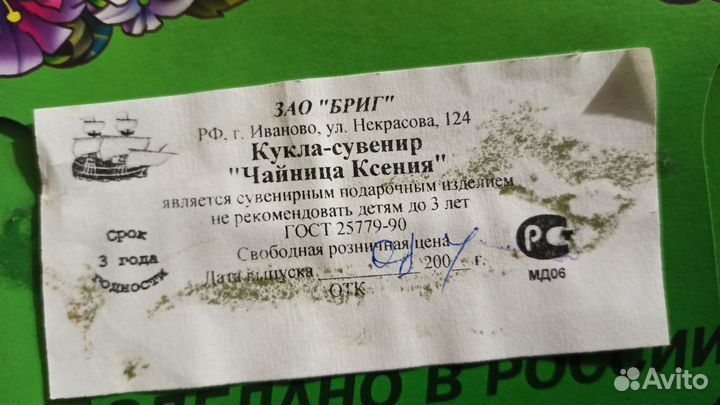 ЗАО "БРИГ"
РФ. г. Иваново, ул. Некрасова, 124
Кукла-сувенир
"Чайница Ксения"
является сувенирным подарочным изделием
не рекомендовать детям до 3 лет
ГОСТ 25779-90
Свободная розничная цена
Дата выпуска 200 г.
ОТК
Срок
3 года
годности
РС
МД06
СДЕЛАНО В РОССИИ
Avito